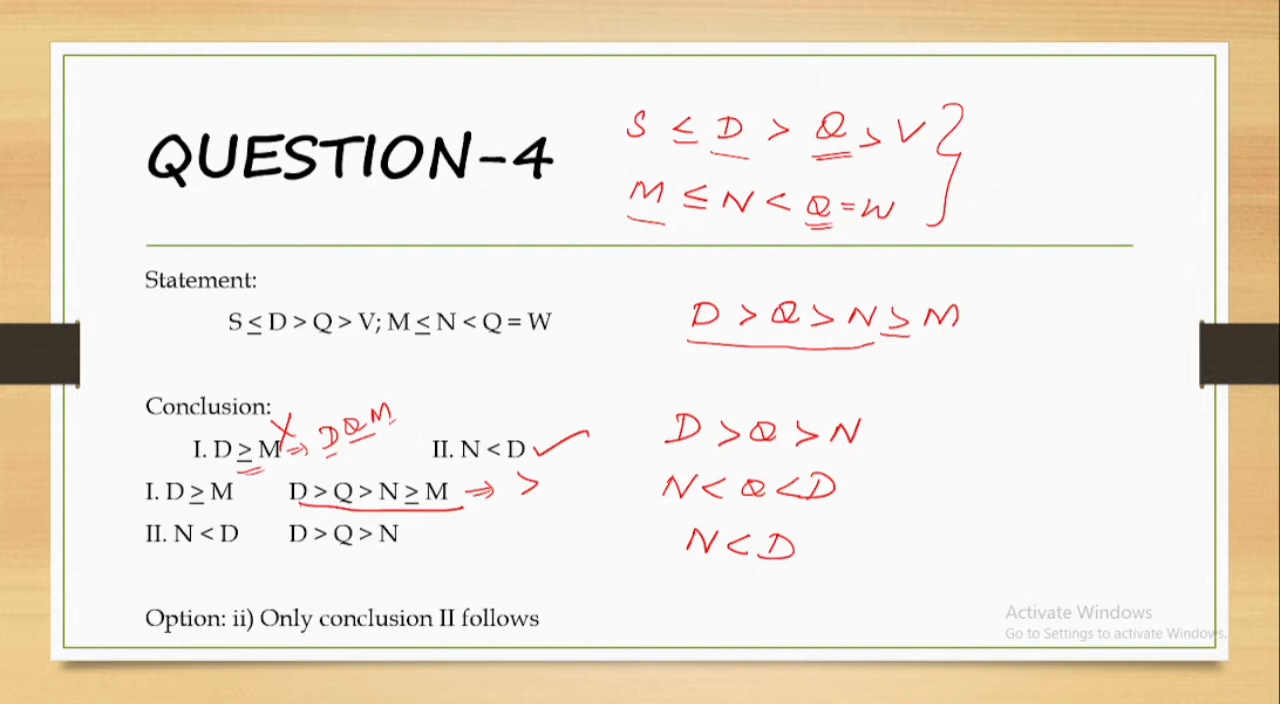 QUESTION-4
S ≤ D > Q > V
M ≤ N < Q = W
Statement:
S ≤ D > Q > V; M ≤ N < Q = W
D > Q > N ≥ M
Conclusion:
I. D ≥ M X ⇒ D Q M II. N < D ✓
D > Q > N
I. D ≥ M D > Q > N ≥ M ⇒ >
N < Q < D
II. N < D D > Q > N
N < D
Option: ii) Only conclusion II follows
Activate Windows
Go to Settings to activate Windows.